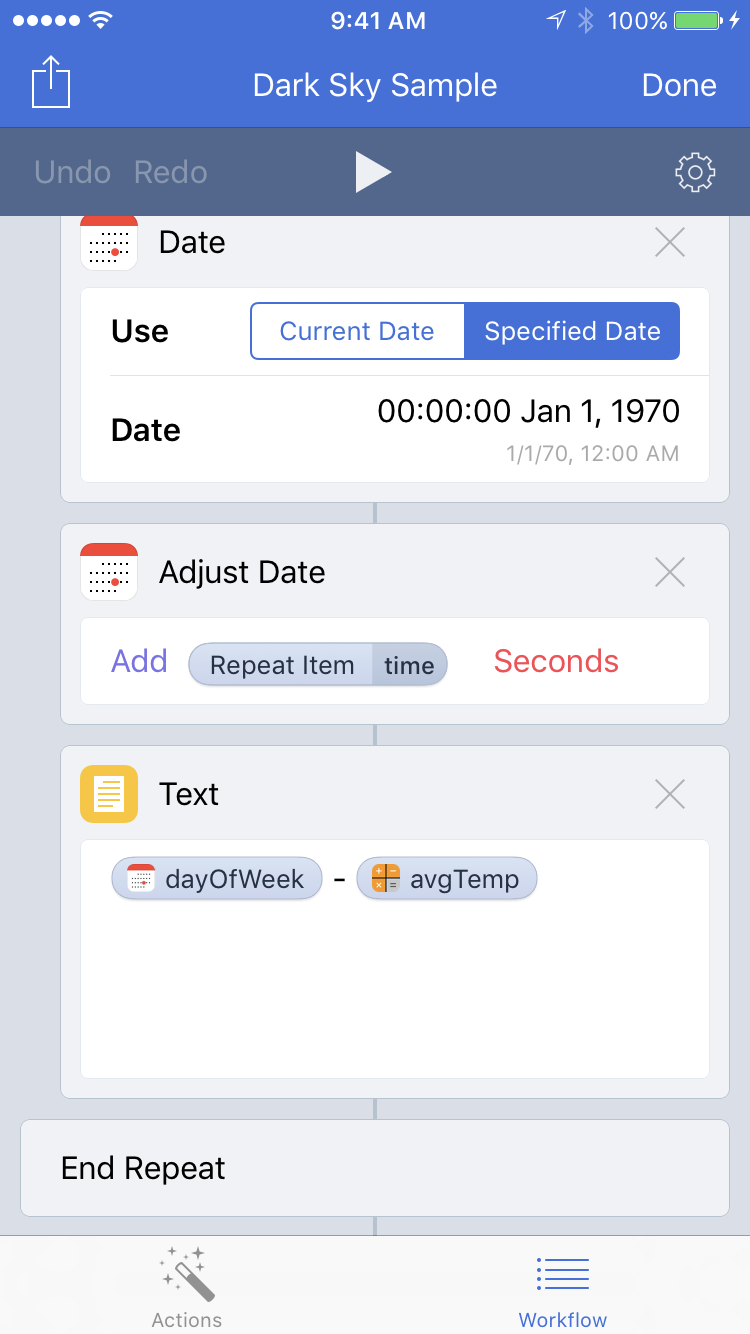 9:41 AM 100%
Dark Sky Sample Done
Undo Redo
Date
Use Current Date Specified Date
Date 00:00:00 Jan 1, 1970
1/1/70, 12:00 AM
Adjust Date
Add Repeat Item time Seconds
Text
dayOfWeek - avgTemp
End Repeat
Actions Workflow